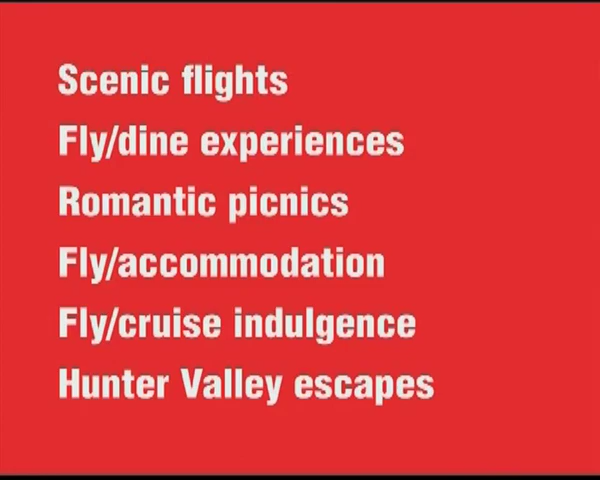 Scenic flights
Fly/dine experiences
Romantic picnics
Fly/accommodation
Fly/cruise indulgence
Hunter Valley escapes